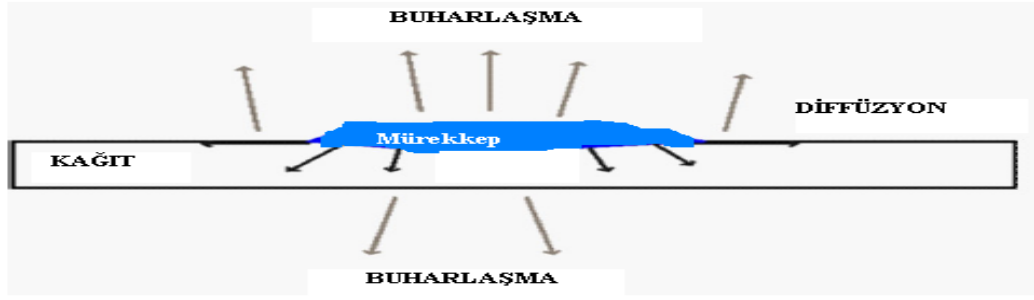 BUHARLAŞMA
DİFFÜZYON
Mürekkep
KAĞIT
BUHARLAŞMA